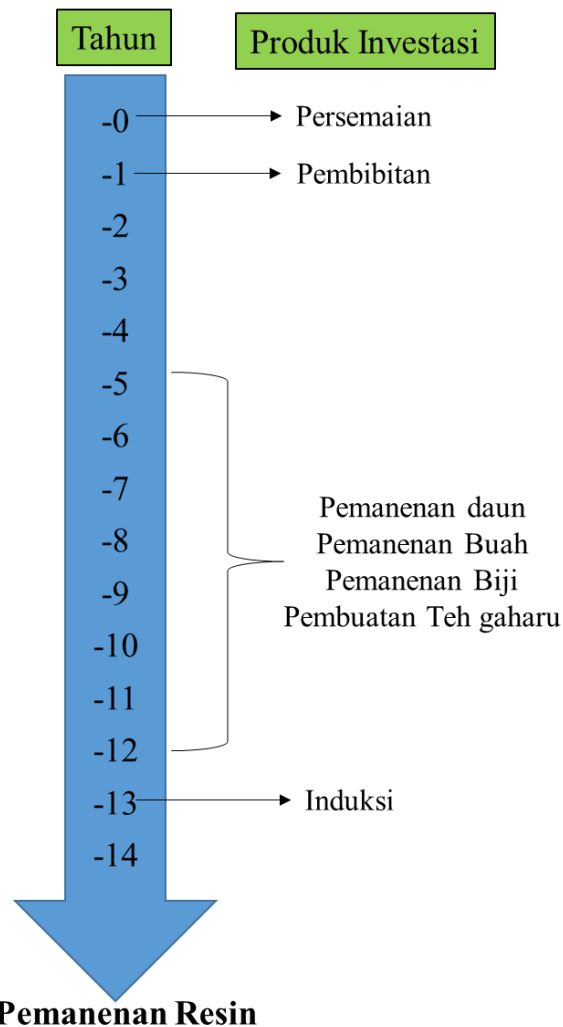 Tahun
Produk Investasi
-0
Persemaian
-1
Pembibitan
-2
-3
-4
-5
-6
-7
-8
-9
-10
-11
-12
Pemanenan daun
Pemanenan Buah
Pemanenan Biji
Pembuatan Teh gaharu
-13
Induksi
-14
Pemanenan Resin